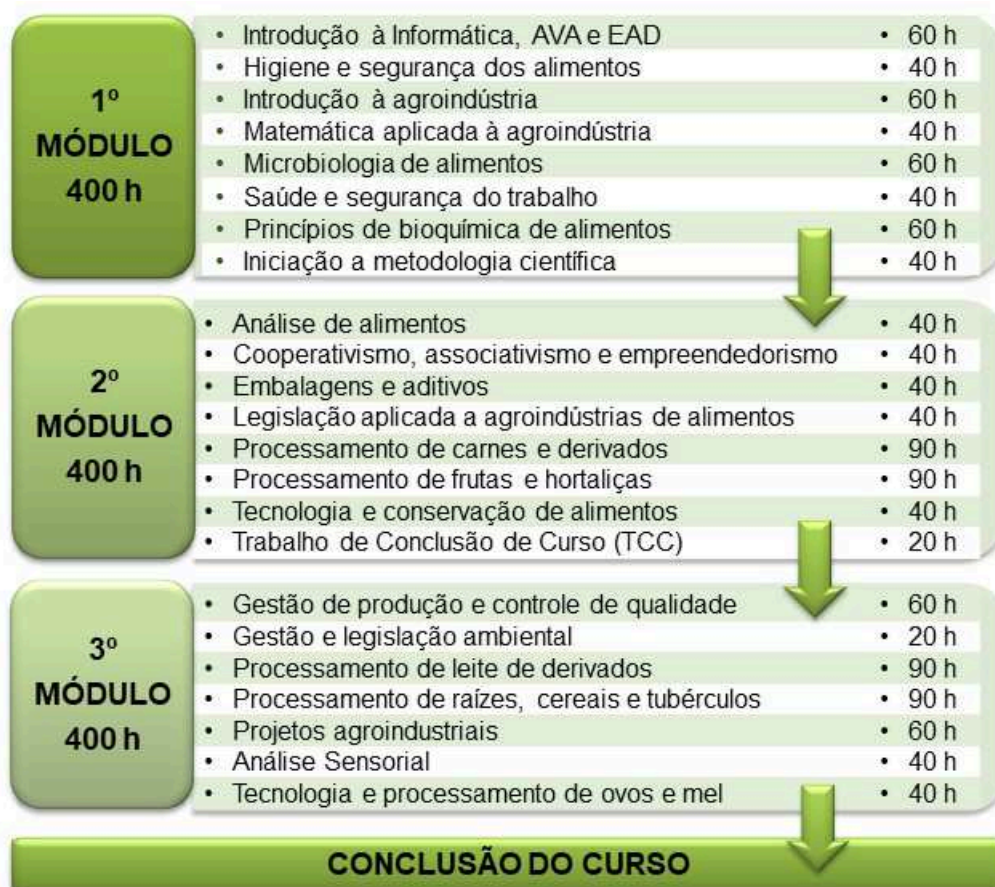 1º
MÓDULO
400 h
• Introdução à Informática, AVA e EAD • 60 h
• Higiene e segurança dos alimentos • 40 h
• Introdução à agroindústria • 60 h
• Matemática aplicada à agroindústria • 40 h
• Microbiologia de alimentos • 60 h
• Saúde e segurança do trabalho • 40 h
• Princípios de bioquímica de alimentos • 60 h
• Iniciação a metodologia científica • 40 h
2º
MÓDULO
400 h
• Análise de alimentos • 40 h
• Cooperativismo, associativismo e empreendedorismo • 40 h
• Embalagens e aditivos • 40 h
• Legislação aplicada a agroindústrias de alimentos • 40 h
• Processamento de carnes e derivados • 90 h
• Processamento de frutas e hortaliças • 90 h
• Tecnologia e conservação de alimentos • 40 h
• Trabalho de Conclusão de Curso (TCC) • 20 h
3º
MÓDULO
400 h
• Gestão de produção e controle de qualidade • 60 h
• Gestão e legislação ambiental • 20 h
• Processamento de leite de derivados • 90 h
• Processamento de raízes, cereais e tubérculos • 90 h
• Projetos agroindustriais • 60 h
• Análise Sensorial • 40 h
• Tecnologia e processamento de ovos e mel • 40 h
CONCLUSÃO DO CURSO